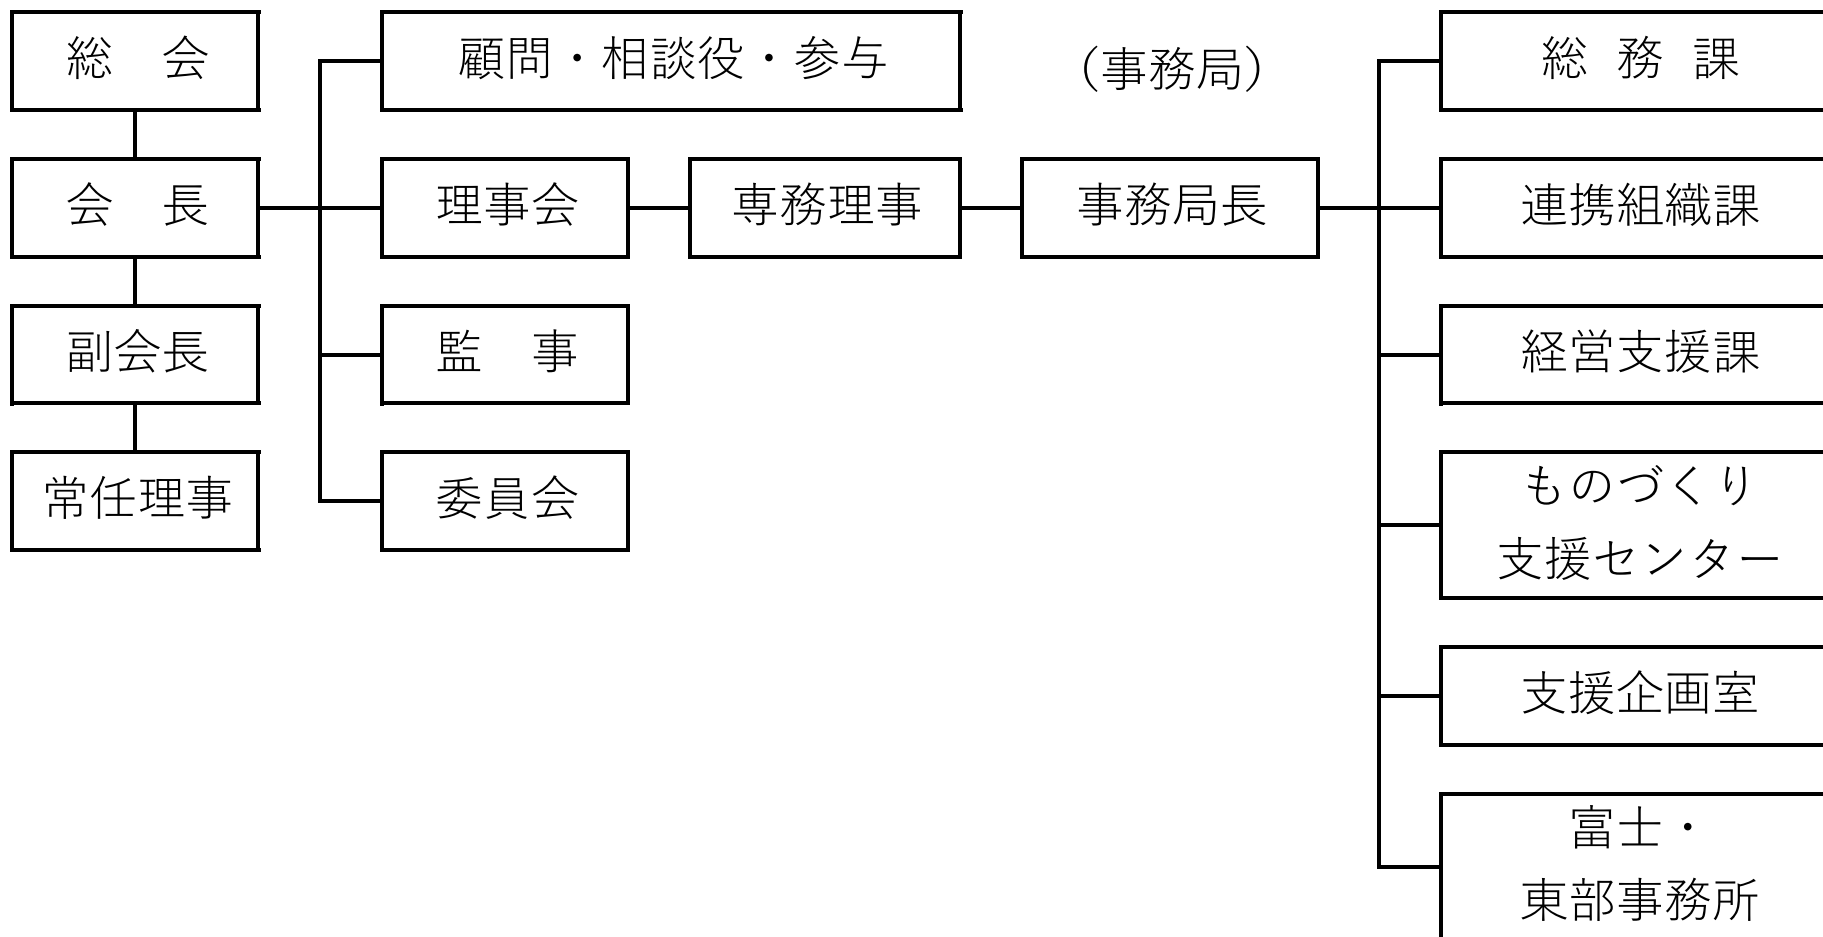 総　会
顧問・相談役・参与
（事務局）
総 務 課
会　長
理事会
専務理事
事務局長
連携組織課
副会長
監　事
経営支援課
常任理事
委員会
ものづくり
支援センター
支援企画室
富士・
東部事務所